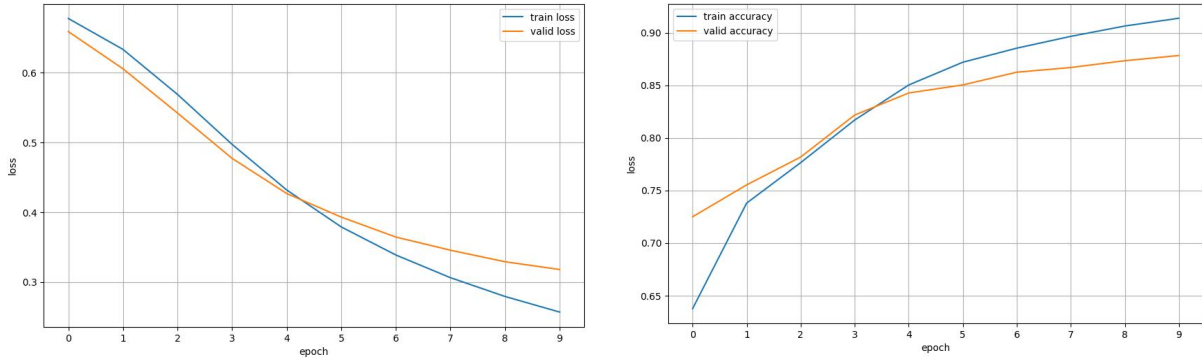 train loss
valid loss
0.6
0.5
0.4
0.3
loss
0 1 2 3 4 5 6 7 8 9
epoch
train accuracy
valid accuracy
0.90
0.85
0.80
0.75
0.70
0.65
loss
0 1 2 3 4 5 6 7 8 9
epoch